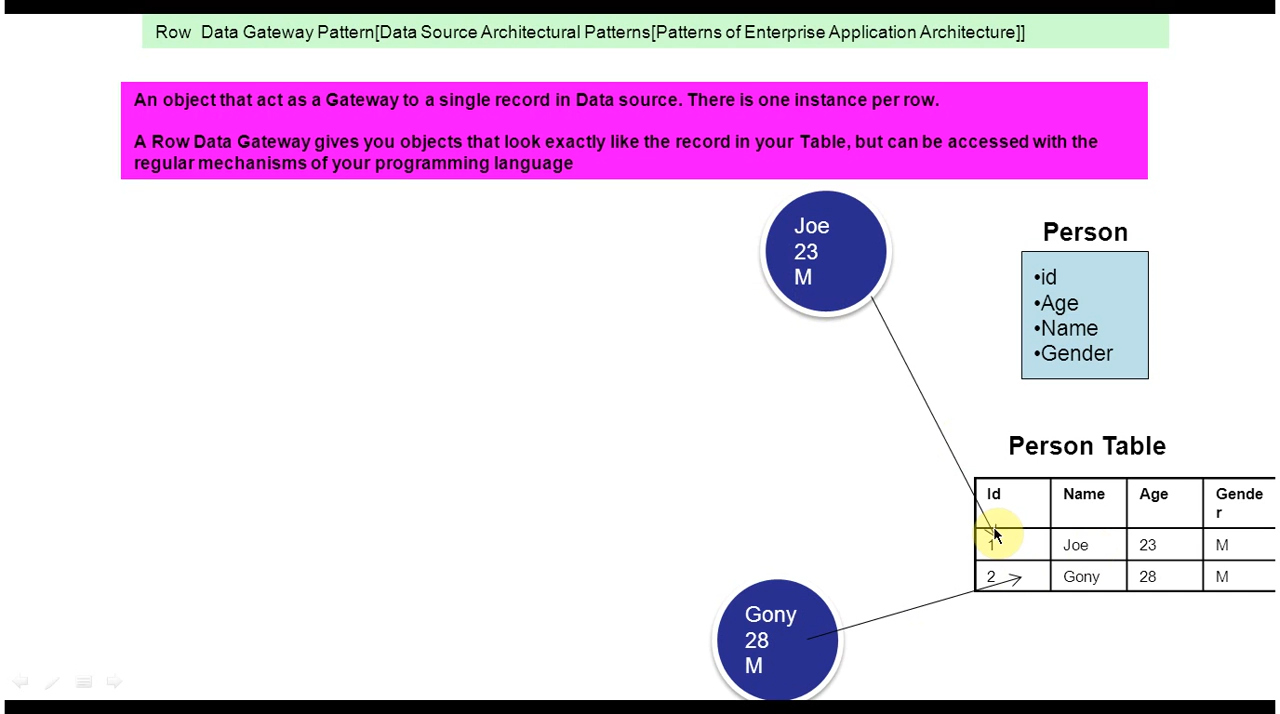 Row  Data Gateway Pattern[Data Source Architectural Patterns[Patterns of Enterprise Application Architecture]]
An object that act as a Gateway to a single record in Data source. There is one instance per row.
A Row Data Gateway gives you objects that look exactly like the record in your Table, but can be accessed with the
regular mechanisms of your programming language
Joe
23
M
Person
•id
•Age
•Name
•Gender
Person Table
Id Name Age Gende
r
1 Joe 23 M
2 Gony 28 M
Gony
28
M